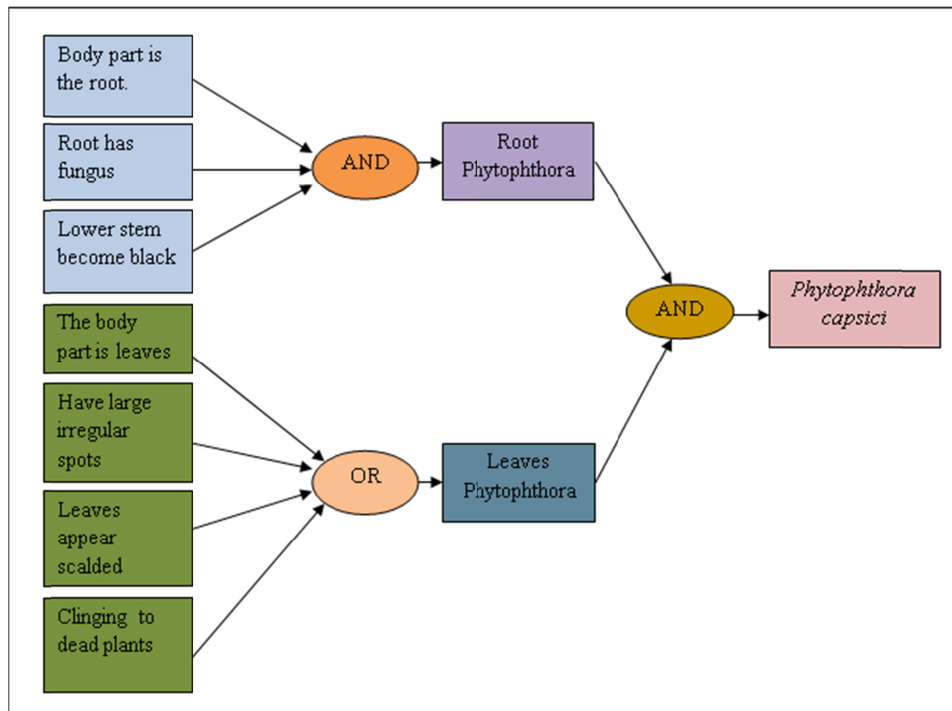 Body part is
the root.
Root has
fungus
Lower stem
become black
The body
part is leaves
Have large
irregular
spots
Leaves
appear
scalded
Clinging to
dead plants
AND
OR
Root
Phytophthora
Leaves
Phytophthora
AND
Phytophthora
capsici